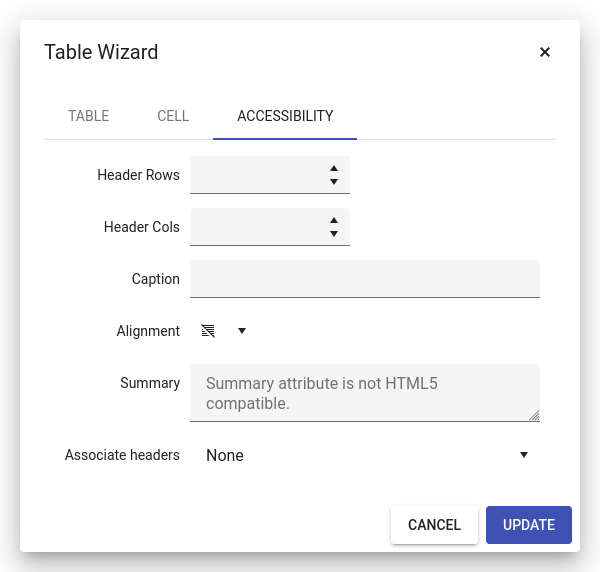 Table Wizard
TABLE
CELL
ACCESSIBILITY
Header Rows
Header Cols
Caption
Alignment
Summary
Summary attribute is not HTML5
compatible.
Associate headers
None
CANCEL
UPDATE